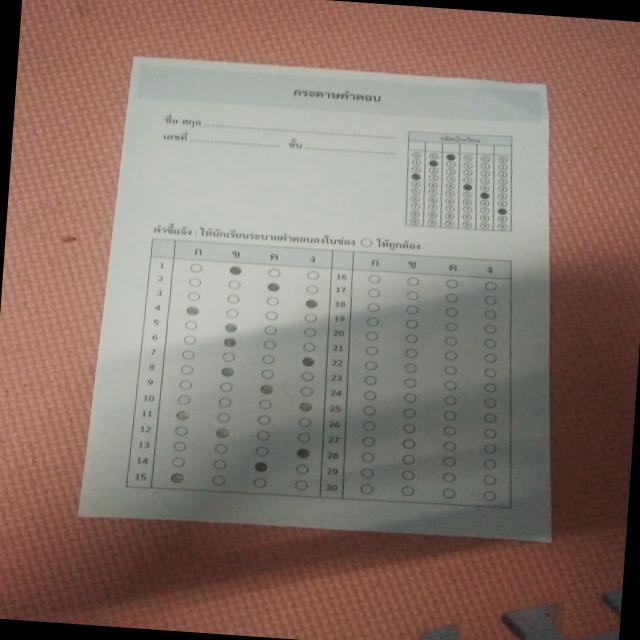 กระดาษคำตอบ
ชื่อ-สกุล
เลขที่ ชั้น
รหัสนักเรียน
คำชี้แจ้ง : ให้นักเรียนระบายคำตอบลงในช่อง ให้ถูกต้อง
ก ข ค ง ก ข ค ง
1 16
2 17
3 18
4 19
5 20
6 21
7 22
8 23
9 24
10 25
11 26
12 27
13 28
14 29
15 30